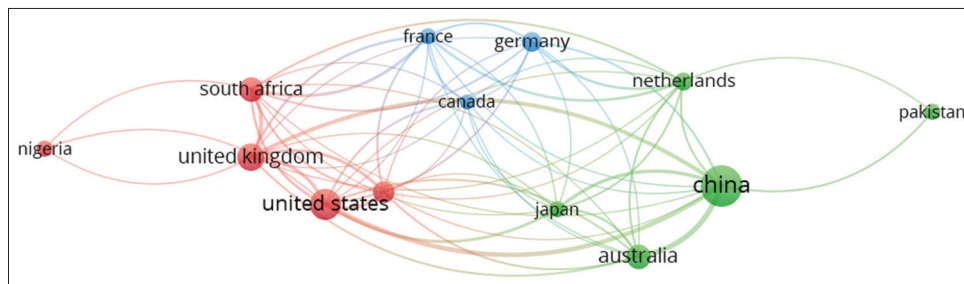 france
germany
south africa
netherlands
canada
pakistan
nigeria
united kingdom
china
united states
japan
australia